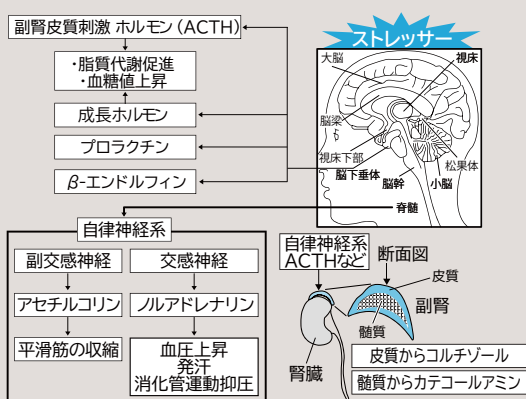 副腎皮質刺激 ホルモン(ACTH)
・脂質代謝促進
・血糖値上昇
成長ホルモン
プロラクチン
β-エンドルフィン
ストレッサー
大脳
視床
脳梁
視床下部
脳下垂体
脳幹
小脳
松果体
脊髄
自律神経系
副交感神経
交感神経
アセチルコリン
ノルアドレナリン
平滑筋の収縮
血圧上昇
発汗
消化管運動抑圧
自律神経系
ACTHなど
断面図
皮質
副腎
髄質
腎臓
皮質からコルチゾール
髄質からカテコールアミン